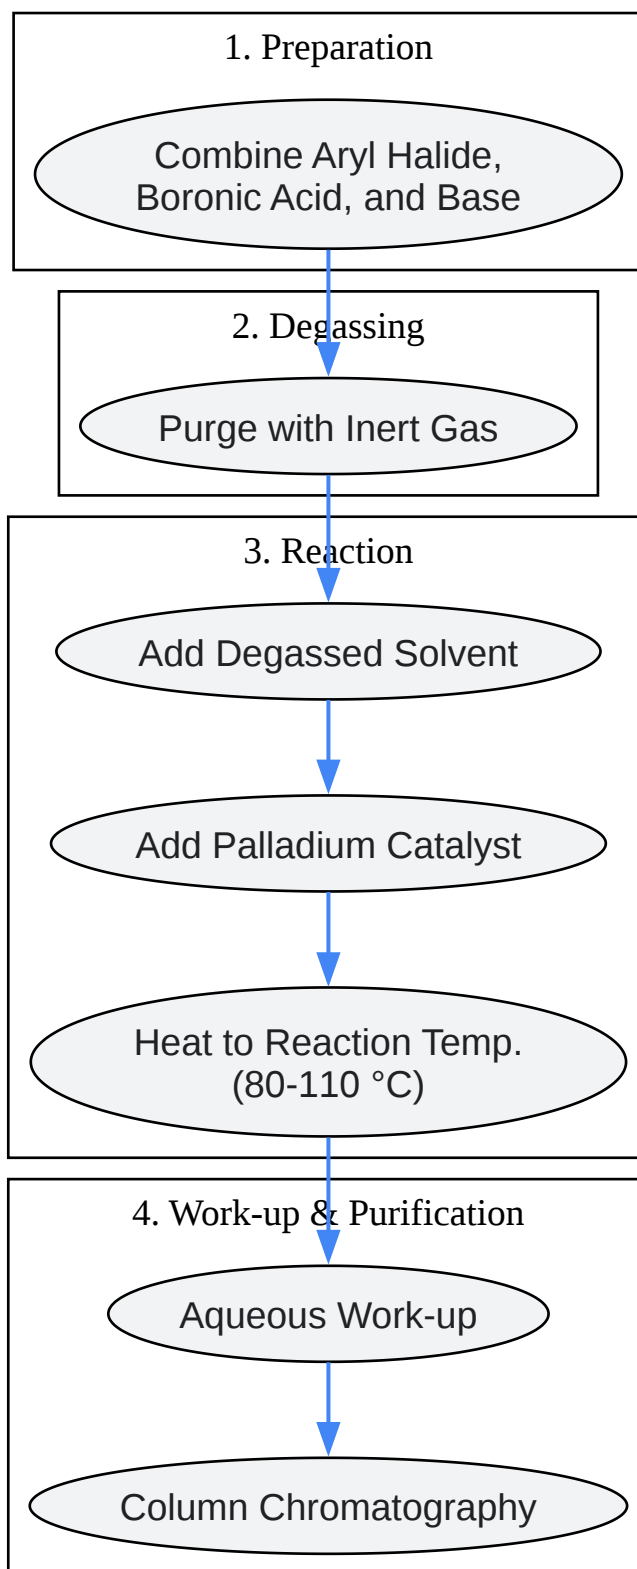 1. Preparation
Combine Aryl Halide,
Boronic Acid, and Base
2. Degassing
Purge with Inert Gas
3. Reaction
Add Degassed Solvent
Add Palladium Catalyst
Heat to Reaction Temp.
(80-110 °C)
4. Work-up & Purification
Aqueous Work-up
Column Chromatography